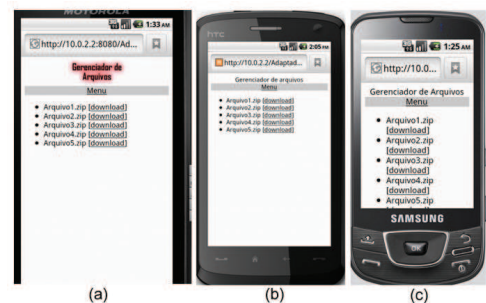 MOTOROLA
1:33 AM
http://10.0.2.2:8080/Ad...
Gerenciador de
Arquivos
Menu
Arquivo1.zip [download]
Arquivo2.zip [download]
Arquivo3.zip [download]
Arquivo4.zip [download]
Arquivo5.zip [download]
(a)
hTC
2:05 PM
http://10.0.2.2/Adaptad...
Gerenciador de arquivos
Menu
Arquivo1.zip [download]
Arquivo2.zip [download]
Arquivo3.zip [download]
Arquivo4.zip [download]
Arquivo5.zip [download]
(b)
1:25 AM
http://10.0...
Gerenciador de Arquivos
Menu
Arquivo1.zip
[download]
Arquivo2.zip
[download]
Arquivo3.zip
[download]
Arquivo4.zip
[download]
Arquivo5.zip
[download]
SAMSUNG
OK
(c)